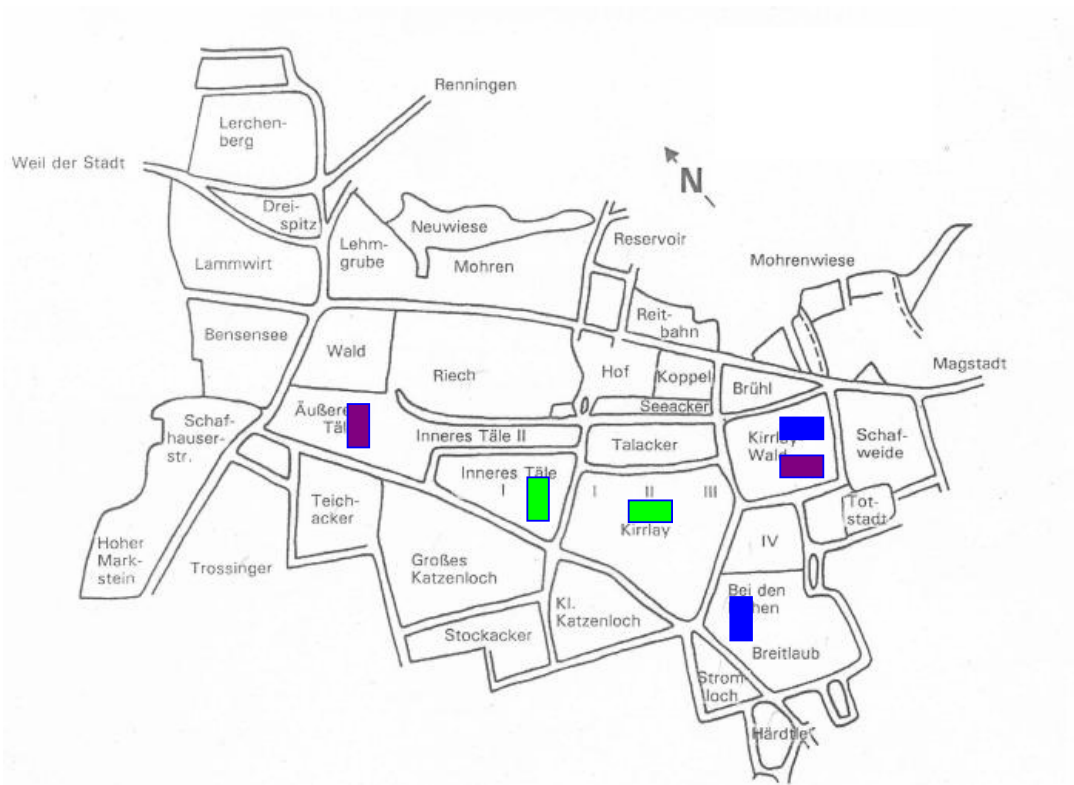 Renningen
Lerchen-
berg
Weil der Stadt
Drei-
spitz
Neuwiese
Lehm-
grube
Mohren
Lammwirt
N
Reservoir
Mohrenwiese
Reit-
bahn
Bensensee
Wald
Riech
Hof
Koppel
Brühl
Magstadt
Seeacker
Schaf-
hauser-
str.
Inneres Täle II
Talacker
Wald
Schaf-
weide
Inneres Täle
I
I
II
III
Kirrlay
Teich-
acker
Tot-
stadt
IV
Hoher
Mark-
stein
Trossinger
Großes
Katzenloch
Kl.
Katzenloch
Stockacker
Bei den
Breitlaub
Strom-
loch
Härdtle